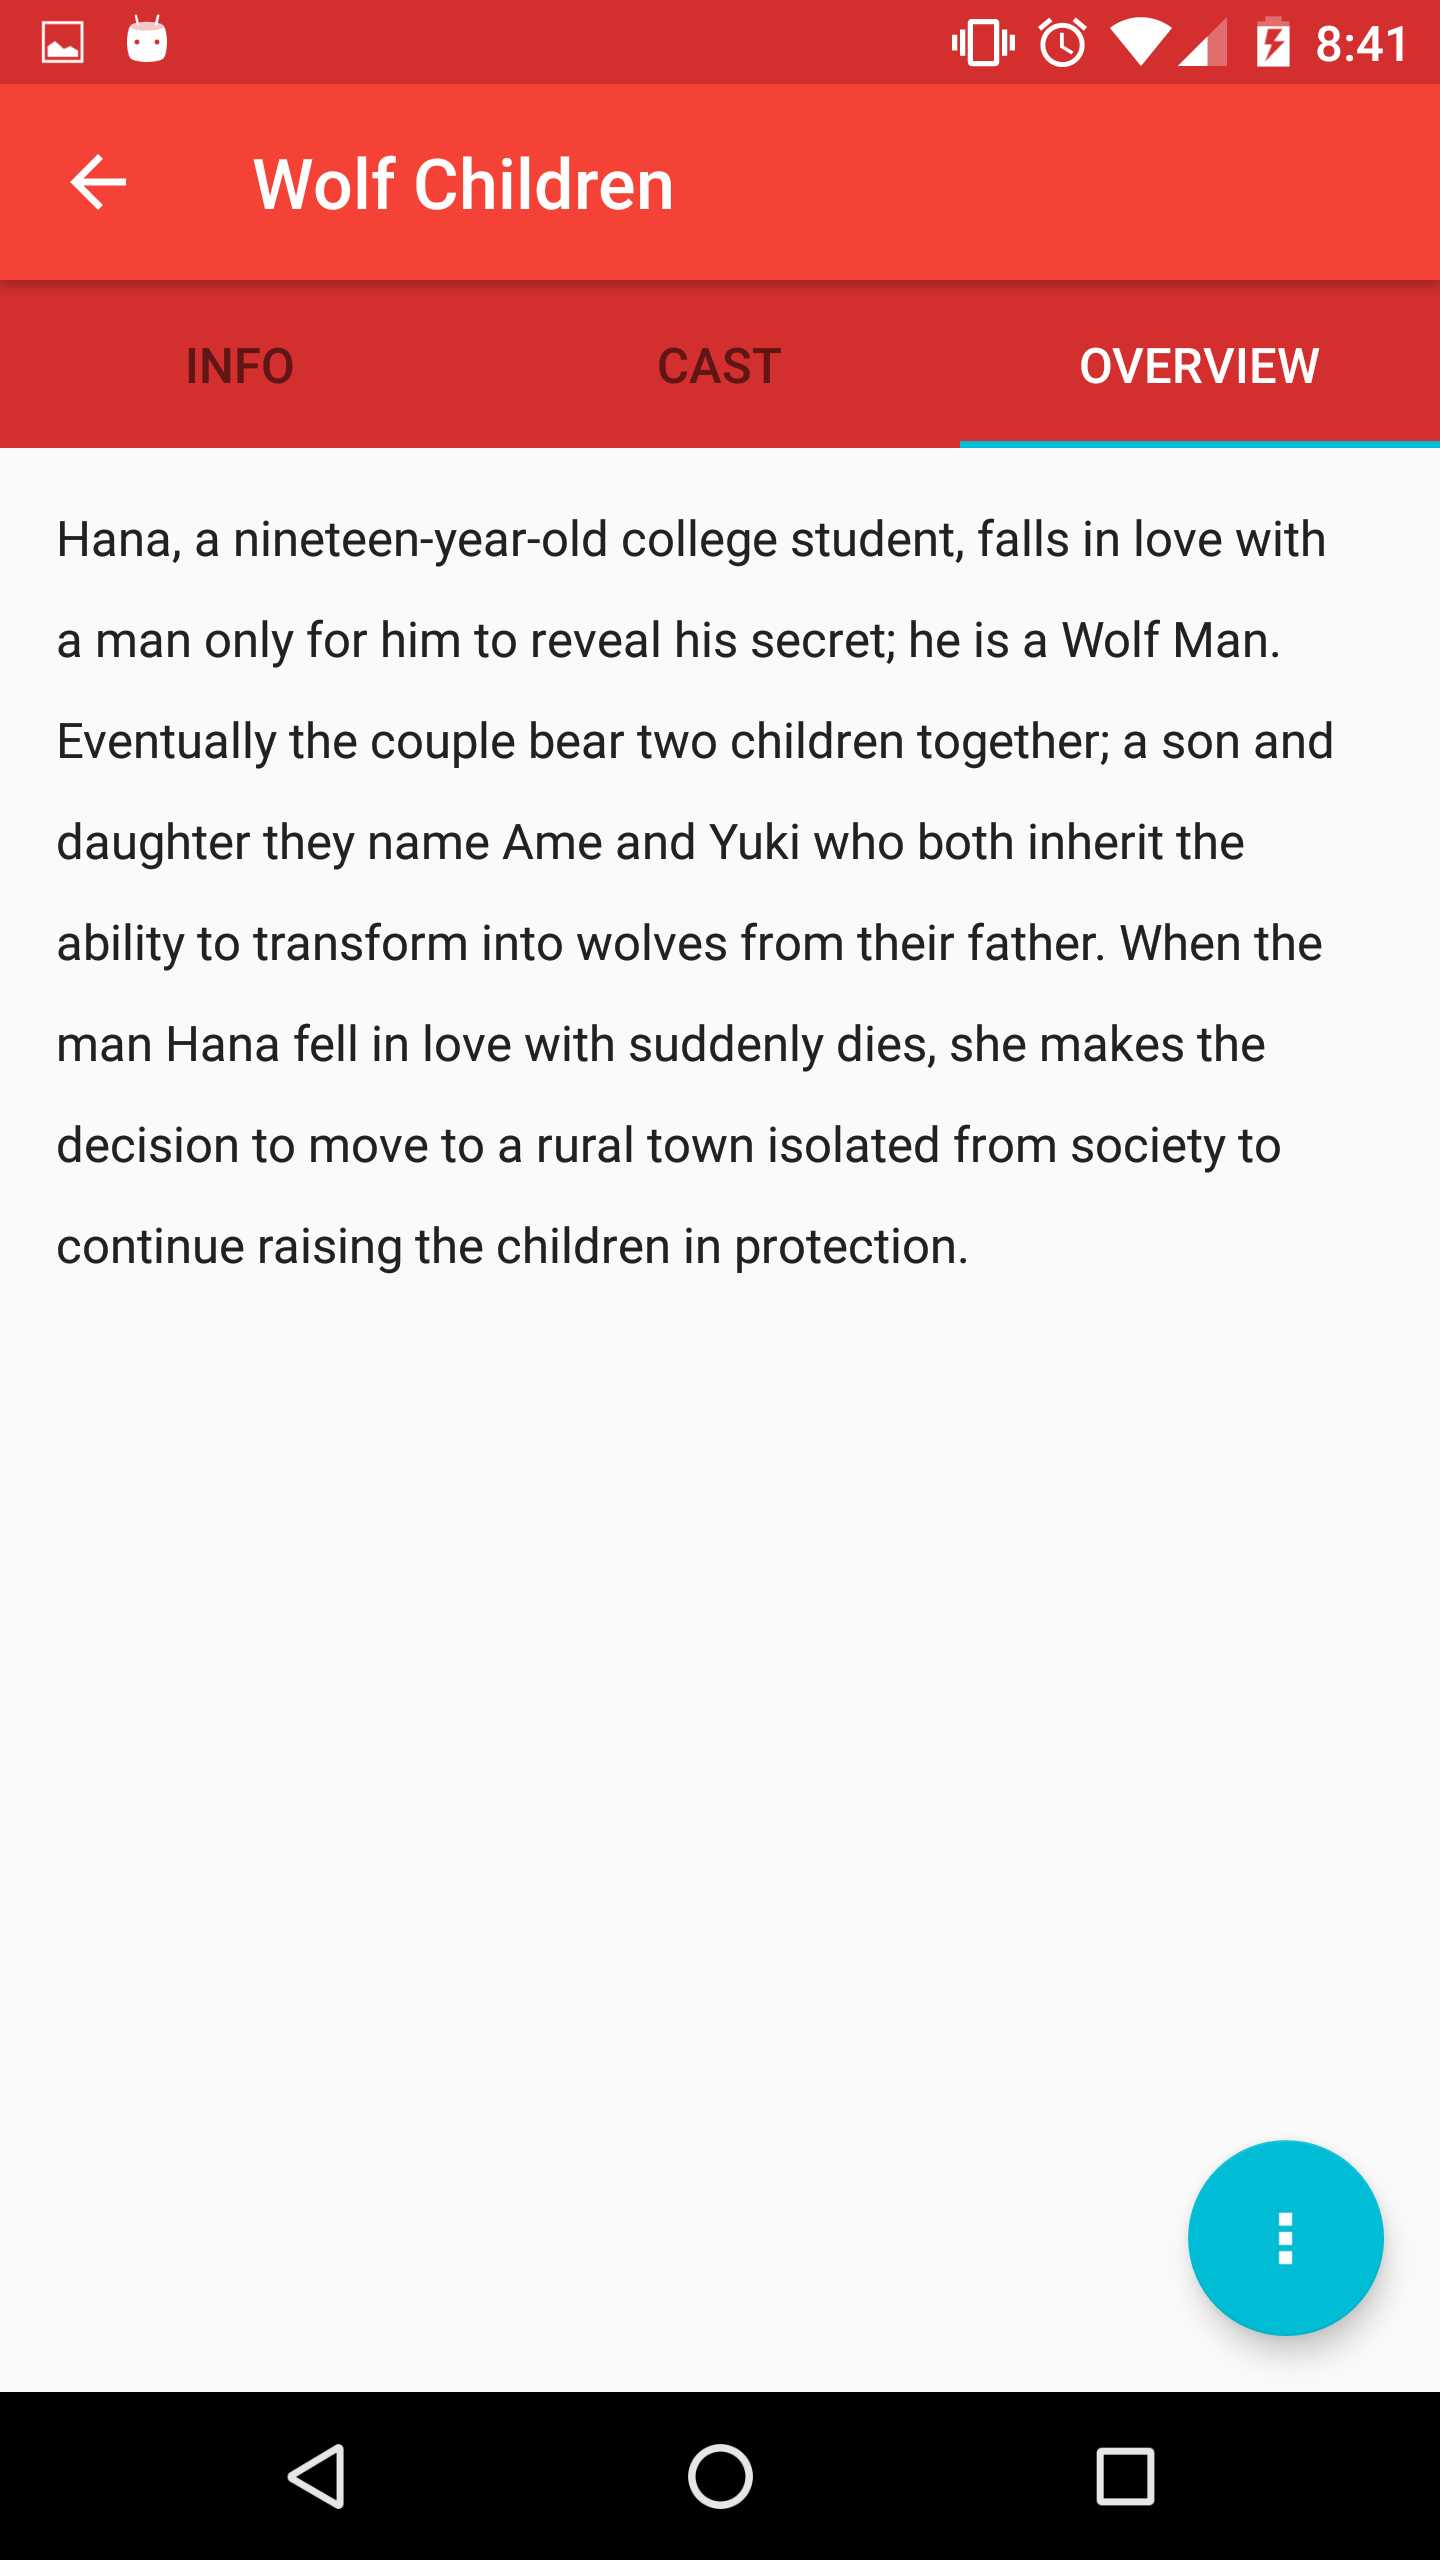 8:41
Wolf Children
INFO
CAST
OVERVIEW
Hana, a nineteen-year-old college student, falls in love with
a man only for him to reveal his secret; he is a Wolf Man.
Eventually the couple bear two children together; a son and
daughter they name Ame and Yuki who both inherit the
ability to transform into wolves from their father. When the
man Hana fell in love with suddenly dies, she makes the
decision to move to a rural town isolated from society to
continue raising the children in protection.